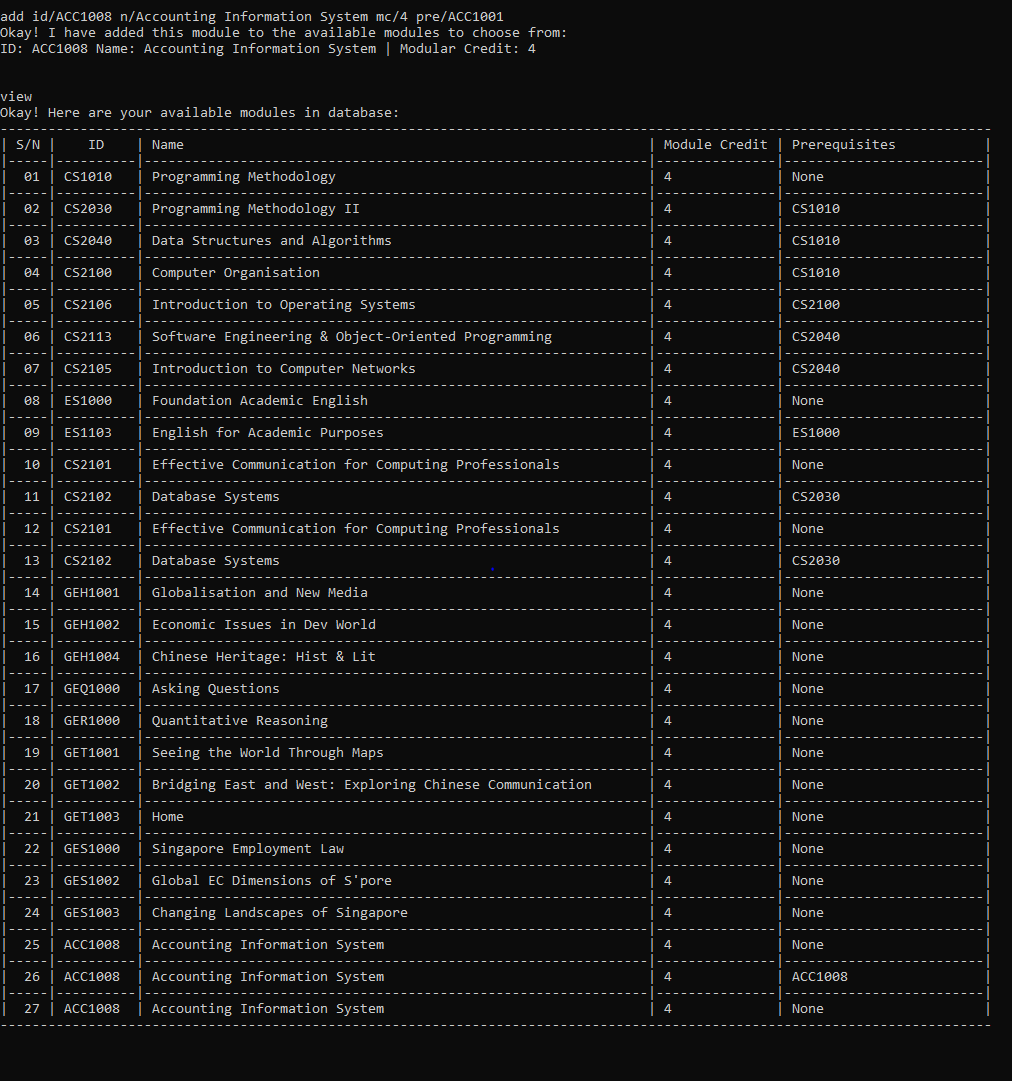 add id/ACC1008 n/Accounting Information System mc/4 pre/ACC1001
Okay! I have added this module to the available modules to choose from:
ID: ACC1008 Name: Accounting Information System | Modular Credit: 4
view
Okay! Here are your available modules in database:
| S/N | ID | Name | Module Credit | Prerequisites |
| 01 | CS1010 | Programming Methodology | 4 | None |
| 02 | CS2030 | Programming Methodology II | 4 | CS1010 |
| 03 | CS2040 | Data Structures and Algorithms | 4 | CS1010 |
| 04 | CS2100 | Computer Organisation | 4 | CS1010 |
| 05 | CS2106 | Introduction to Operating Systems | 4 | CS2100 |
| 06 | CS2113 | Software Engineering & Object-Oriented Programming | 4 | CS2040 |
| 07 | CS2105 | Introduction to Computer Networks | 4 | CS2040 |
| 08 | ES1000 | Foundation Academic English | 4 | None |
| 09 | ES1103 | English for Academic Purposes | 4 | ES1000 |
| 10 | CS2101 | Effective Communication for Computing Professionals | 4 | None |
| 11 | CS2102 | Database Systems | 4 | CS2030 |
| 12 | CS2101 | Effective Communication for Computing Professionals | 4 | None |
| 13 | CS2102 | Database Systems | 4 | CS2030 |
| 14 | GEH1001 | Globalisation and New Media | 4 | None |
| 15 | GEH1002 | Economic Issues in Dev World | 4 | None |
| 16 | GEH1004 | Chinese Heritage: Hist & Lit | 4 | None |
| 17 | GEQ1000 | Asking Questions | 4 | None |
| 18 | GER1000 | Quantitative Reasoning | 4 | None |
| 19 | GET1001 | Seeing the World Through Maps | 4 | None |
| 20 | GET1002 | Bridging East and West: Exploring Chinese Communication | 4 | None |
| 21 | GET1003 | Home | 4 | None |
| 22 | GES1000 | Singapore Employment Law | 4 | None |
| 23 | GES1002 | Global EC Dimensions of S'pore | 4 | None |
| 24 | GES1003 | Changing Landscapes of Singapore | 4 | None |
| 25 | ACC1008 | Accounting Information System | 4 | None |
| 26 | ACC1008 | Accounting Information System | 4 | ACC1008 |
| 27 | ACC1008 | Accounting Information System | 4 | None |